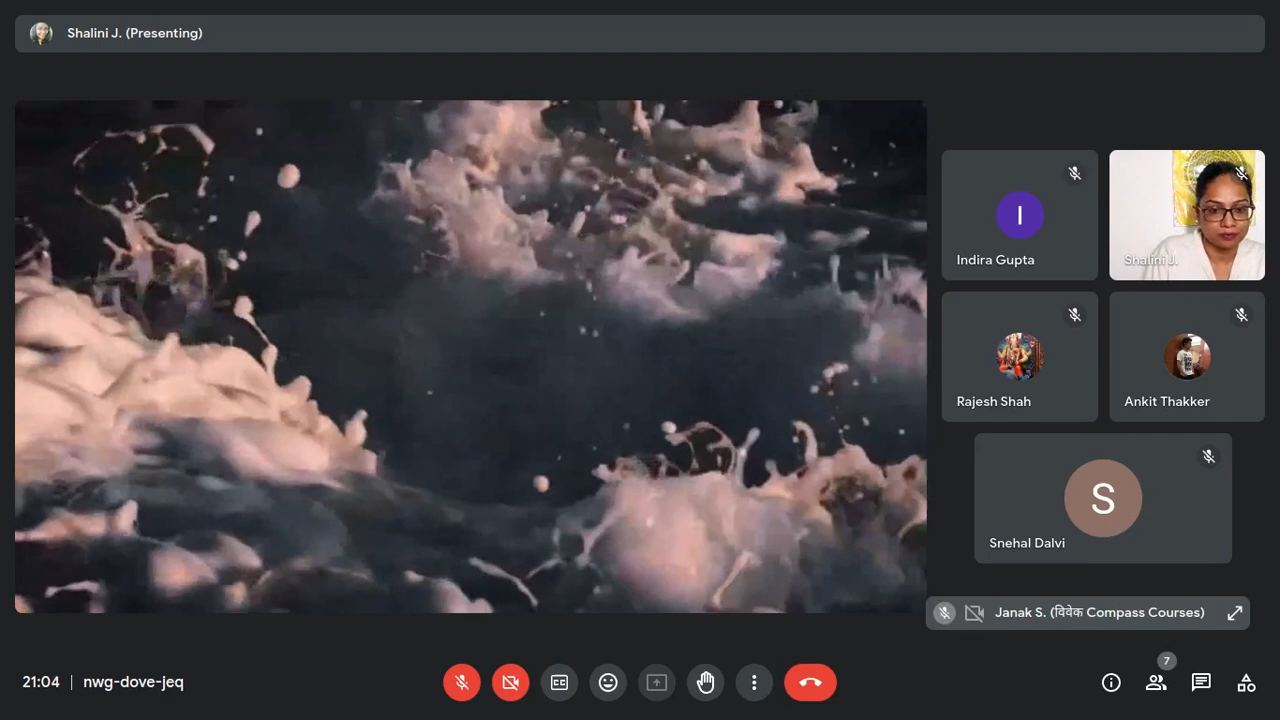 Shalini J. (Presenting)
I
Indira Gupta
Shalini J.
Rajesh Shah
Ankit Thakker
S
Snehal Dalvi
Janak S. (विवेक Compass Courses)
7
21:04 | nwg-dove-jeq
CC